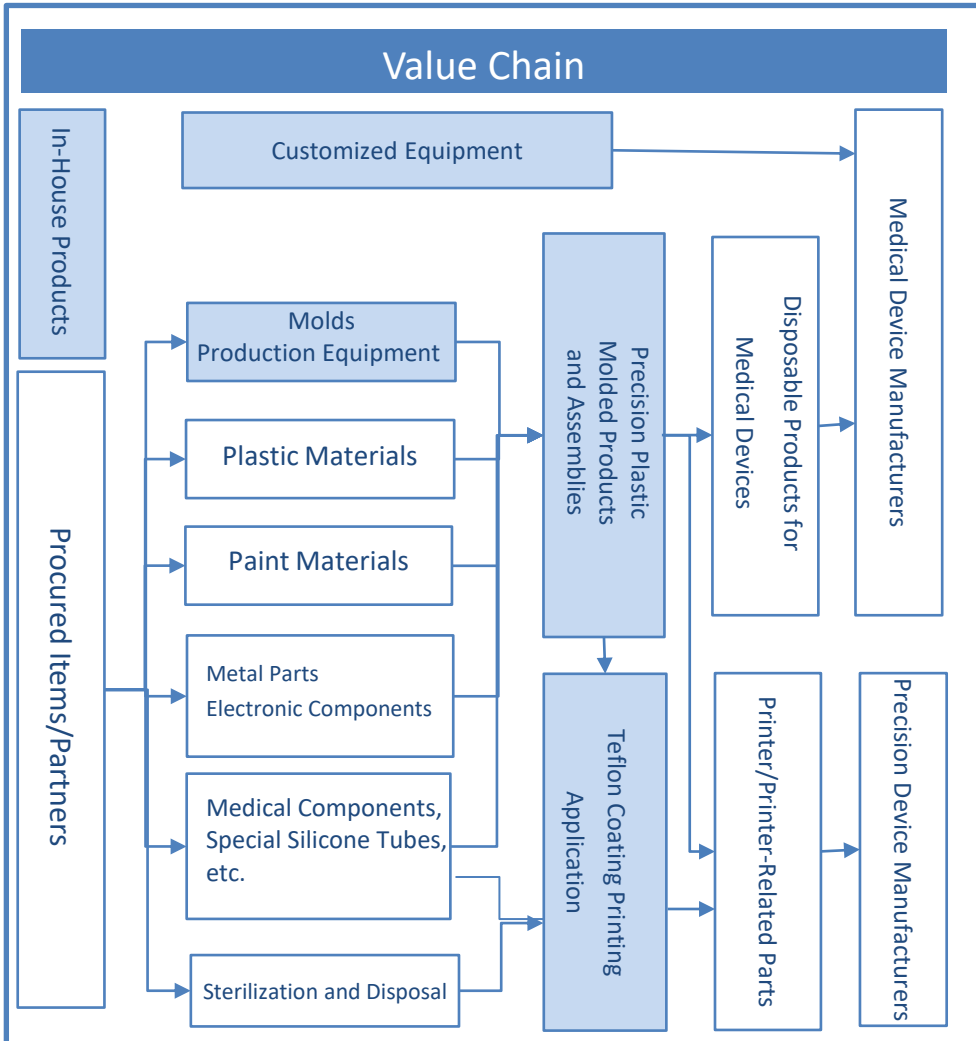 Value Chain
In-House Products
Customized Equipment
Medical Device Manufacturers
Molds
Production Equipment
Precision Plastic
Molded Products
and Assemblies
Disposable Products for
Medical Devices
Procured Items/Partners
Plastic Materials
Paint Materials
Metal Parts
Electronic Components
Medical Components,
Special Silicone Tubes,
etc.
Sterilization and Disposal
Teflon Coating Printing
Application
Printer/Printer-Related Parts
Precision Device Manufacturers